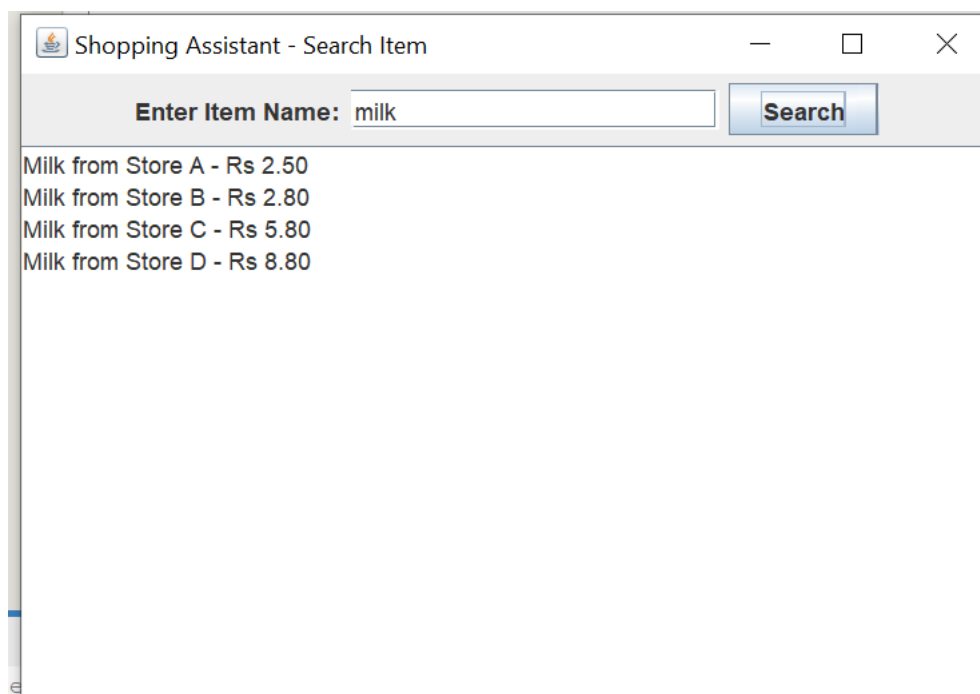 Shopping Assistant - Search Item
Enter Item Name: milk Search
Milk from Store A - Rs 2.50
Milk from Store B - Rs 2.80
Milk from Store C - Rs 5.80
Milk from Store D - Rs 8.80